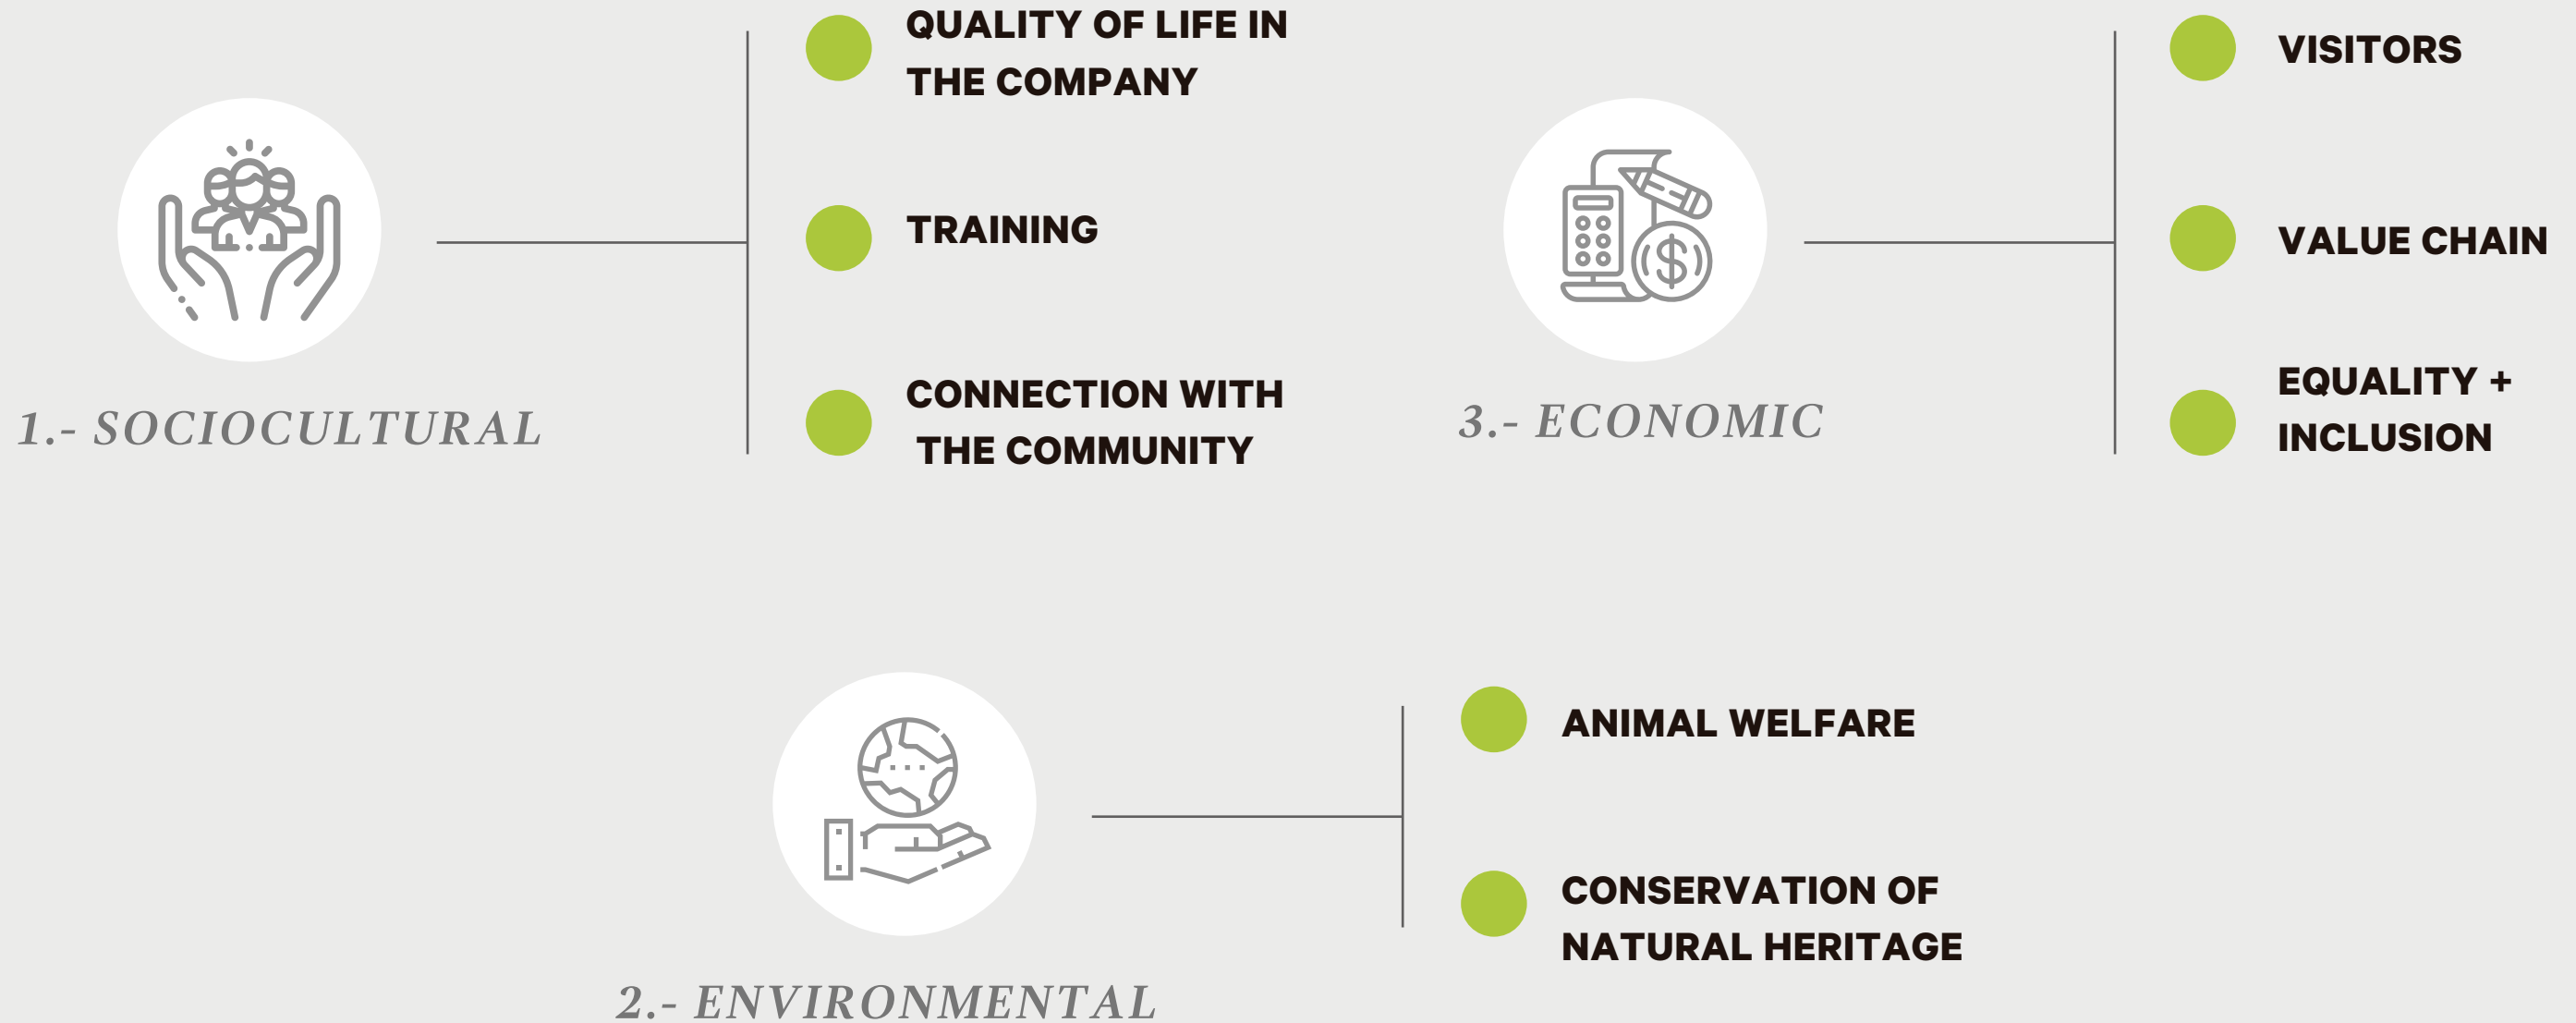 QUALITY OF LIFE IN
THE COMPANY
TRAINING
CONNECTION WITH
THE COMMUNITY
1.- SOCIOCULTURAL
VISITORS
VALUE CHAIN
EQUALITY +
INCLUSION
3.- ECONOMIC
ANIMAL WELFARE
CONSERVATION OF
NATURAL HERITAGE
2.- ENVIRONMENTAL